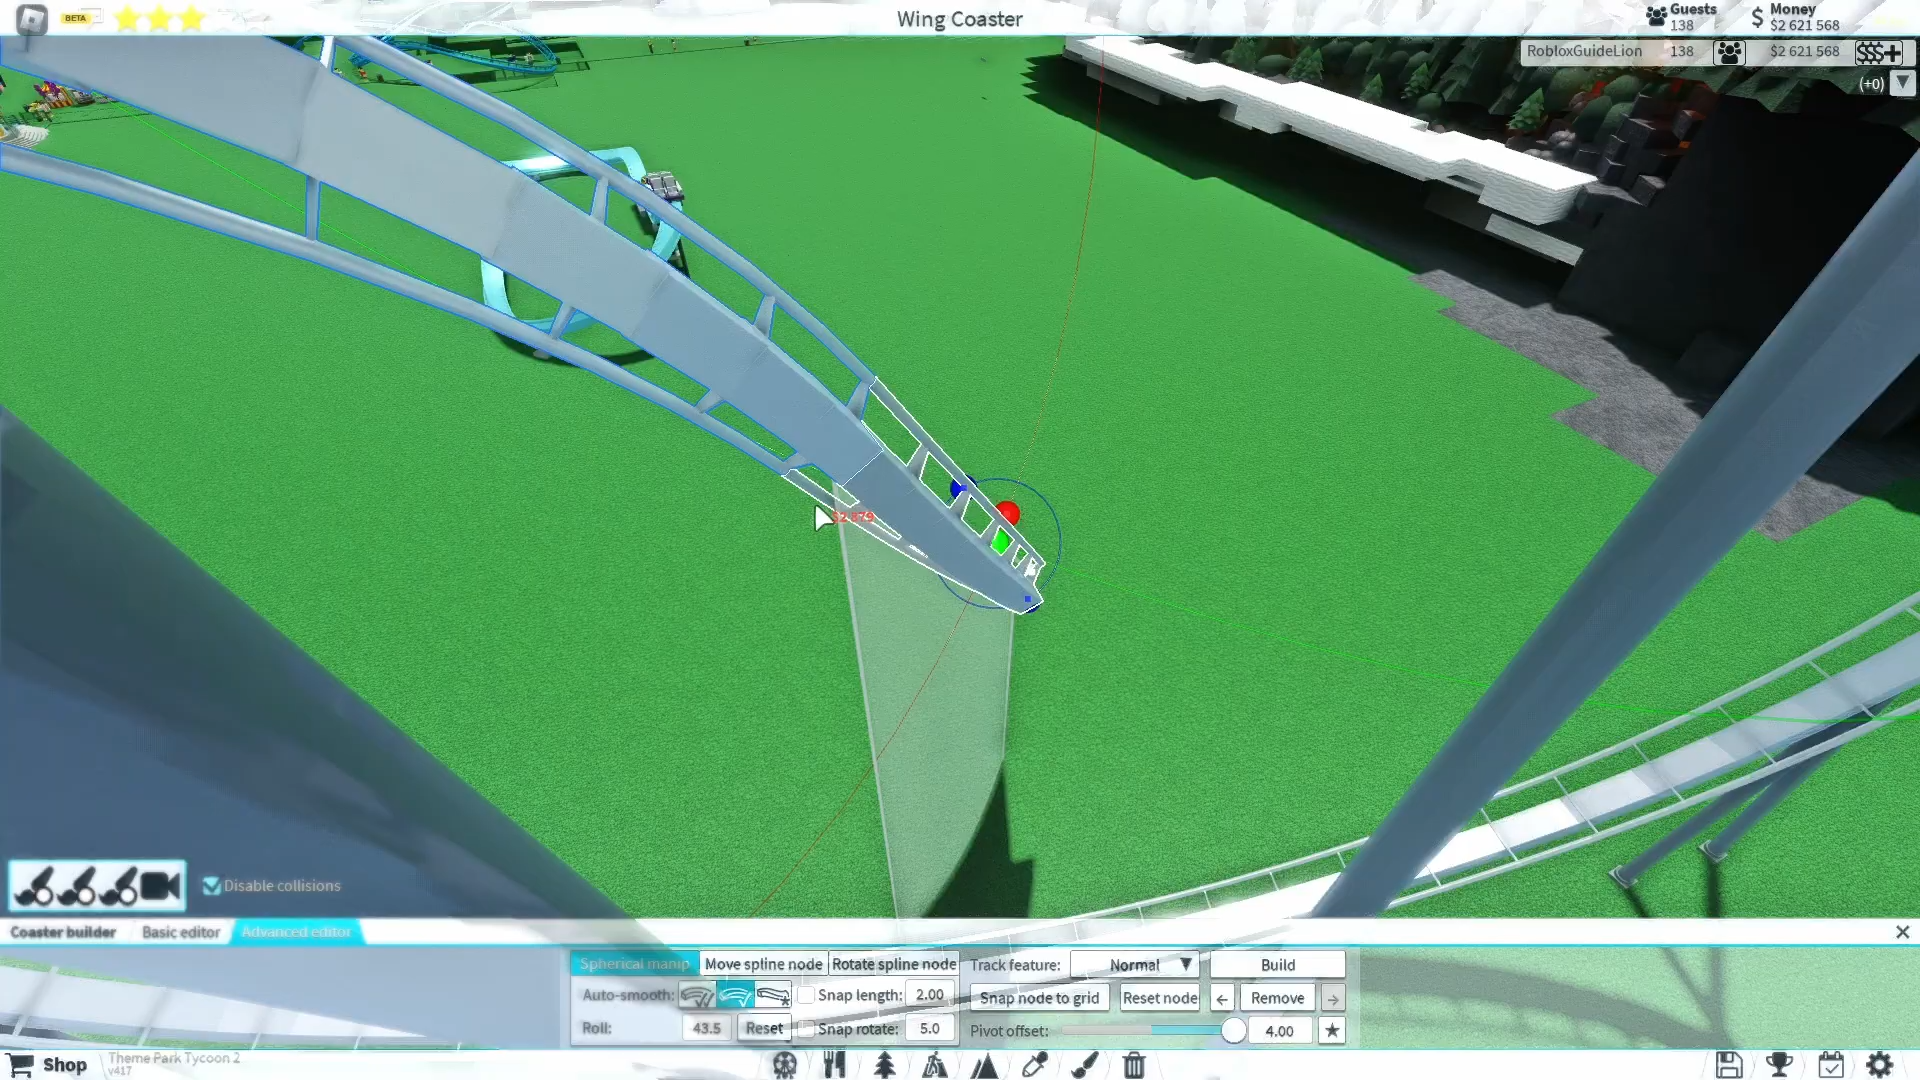 BETA
Wing Coaster
Guests
138
$ Money
$2 621 568
RobloxGuideLion 138 $2 621 568 $$$+
(+0)
$2 879
Disable collisions
Coaster builder Basic editor Advanced editor
Spherical manip Move spline node Rotate spline node Track feature: Normal Build
Auto-smooth: Snap length: 2.00 Snap node to grid Reset node ← Remove →
Roll: 43.5 Reset Snap rotate: 5.0 Pivot offset: 4.00
Shop
Theme Park Tycoon 2
v417